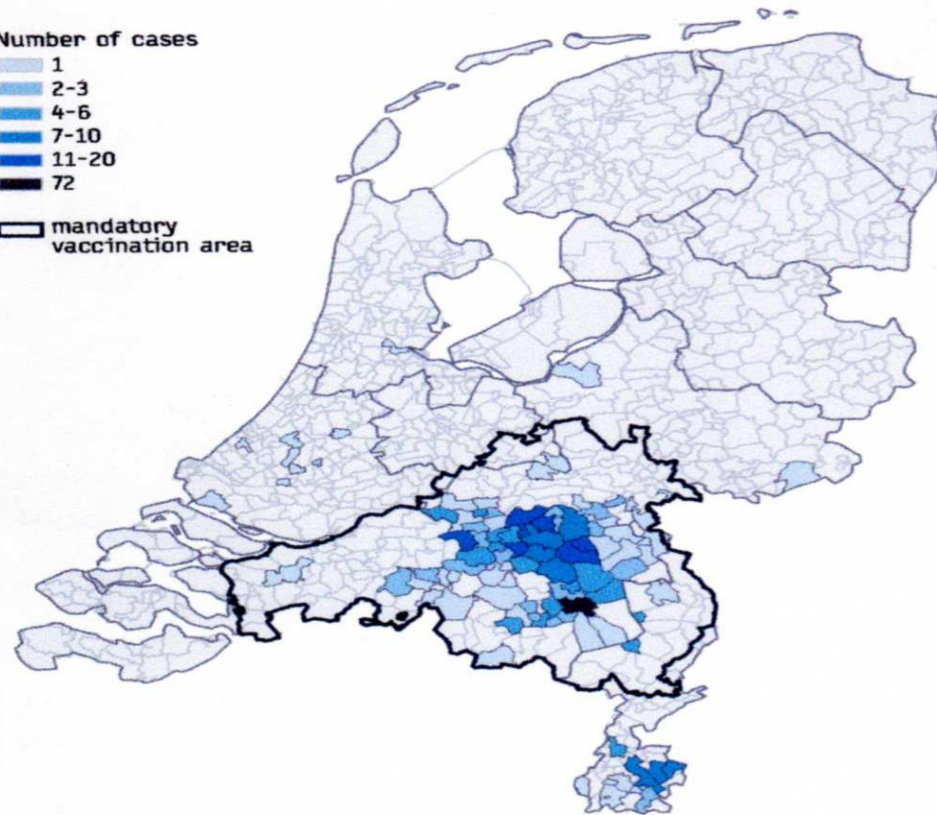 Number of cases
1
2-3
4-6
7-10
11-20
72
mandatory
vaccination area